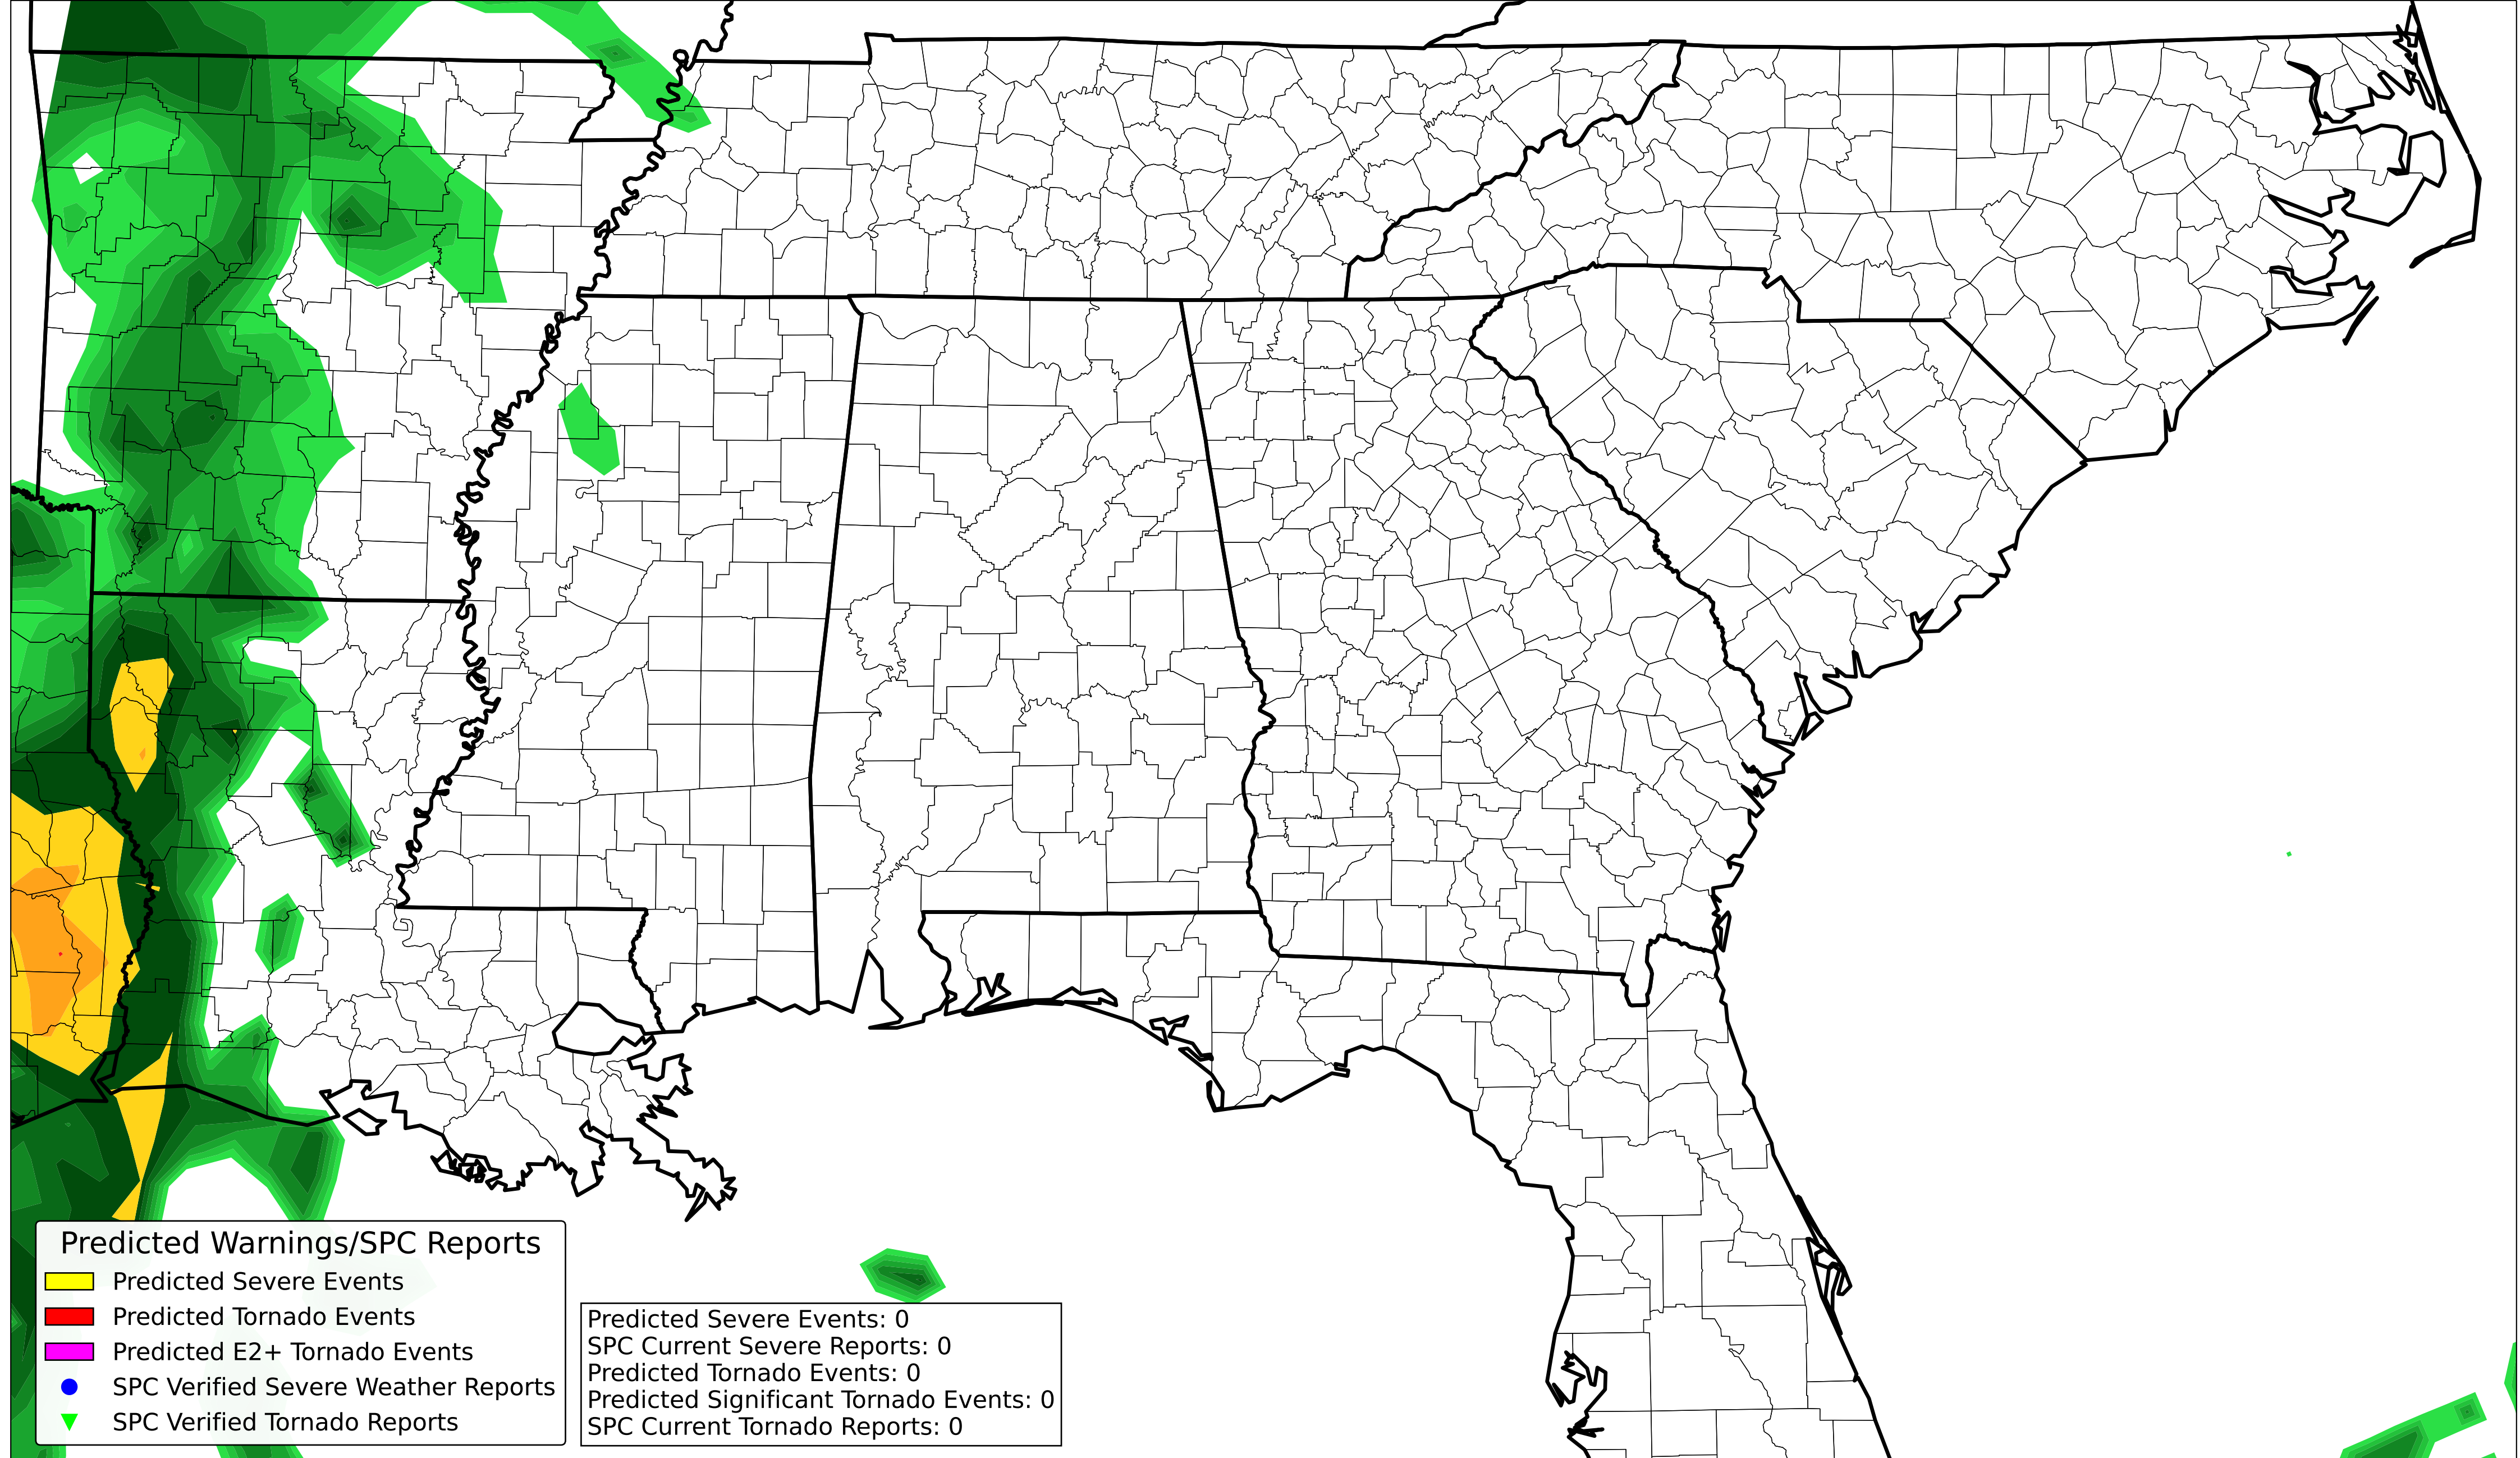 Predicted Warnings/SPC Reports
Predicted Severe Events
Predicted Tornado Events
Predicted E2+ Tornado Events
SPC Verified Severe Weather Reports
SPC Verified Tornado Reports
Predicted Severe Events: 0
SPC Current Severe Reports: 0
Predicted Tornado Events: 0
Predicted Significant Tornado Events: 0
SPC Current Tornado Reports: 0